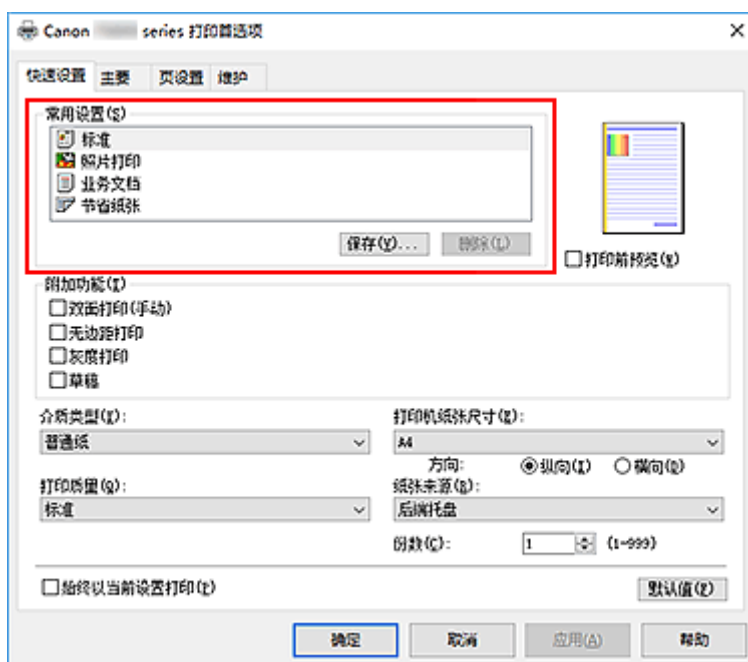 Canon series 打印首选项
快速设置 主要 页设置 维护
常用设置(S)
标准
照片打印
业务文档
节省纸张
保存(V)... 删除(L)
打印前预览(W)
附加功能(I)
双面打印(手动)
无边距打印
灰度打印
草稿
介质类型(Y): 打印机纸张尺寸(Z):
普通纸 A4
方向: 纵向(I) 横向(D)
打印质量(Q): 纸张来源(B):
标准 后端托盘
份数(C): 1 (1-999)
始终以当前设置打印(P) 默认值(F)
确定 取消 应用(A) 帮助